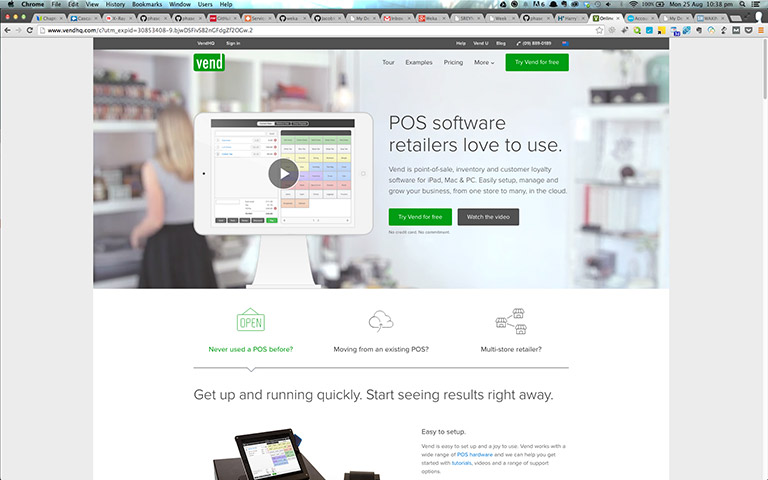 Chrome File Edit View History Bookmarks Window Users Help
100% Mon 25 Aug 10:38 pm
www.vendhq.com/c?utm_expid=30853408-9.bjwDSFivSB2nGFdgZf2OGw.2
VendHQ Sign in Help Vend U Blog (09) 889-0189
vend Tour Examples Pricing More Try Vend for free
POS software
retailers love to use.
Vend is point-of-sale, inventory and customer loyalty
software for iPad, Mac & PC. Easily setup, manage and
grow your business, from one store to many, in the cloud.
Try Vend for free Watch the video
No credit card. No commitment.
OPEN
Never used a POS before? Moving from an existing POS? Multi-store retailer?
Get up and running quickly. Start seeing results right away.
Easy to setup.
Vend is easy to set up and a joy to use. Vend works with a
wide range of POS hardware and we can help you get
started with tutorials, videos and a range of support
options.